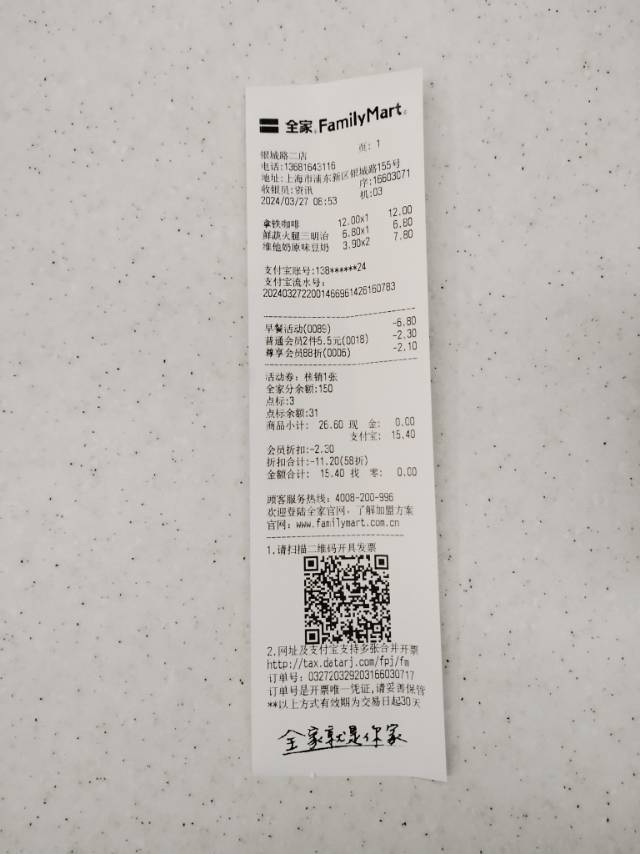 全家 FamilyMart
页: 1
银城路二店
电话:13681643116
地址:上海市浦东新区银城路155号
收银员:资讯 序:16603071
2024/03/27 08:53 机:03
拿铁咖啡 12.00x1 12.00
鲜蔬火腿三明治 6.80x1 6.80
维他奶原味豆奶 3.90x2 7.80
支付宝账号:138******24
支付宝流水号:
2024032722001466961426160783
早餐活动(0089) -6.80
普通会员2件5.5元(0018) -2.30
尊享会员88折(0006) -2.10
活动券: 核销1张
全家分余额:150
点标:3
点标余额:31
商品小计: 26.60 现 金: 0.00
支付宝: 15.40
会员折扣:-2.30
折扣合计:-11.20(58折)
金额合计: 15.40 找 零: 0.00
顾客服务热线: 4008-200-996
欢迎登陆全家官网, 了解加盟方案
官网: www.familymart.com.cn
1.请扫描二维码开具发票
2.网址及支付宝支持多张合并开票
http://tax.datarj.com/fpj/fm
订单号: 03272032920316603071​7
订单号是开票唯一凭证,请妥善保管
**以上方式有效期为交易日起30天
全家就是你家